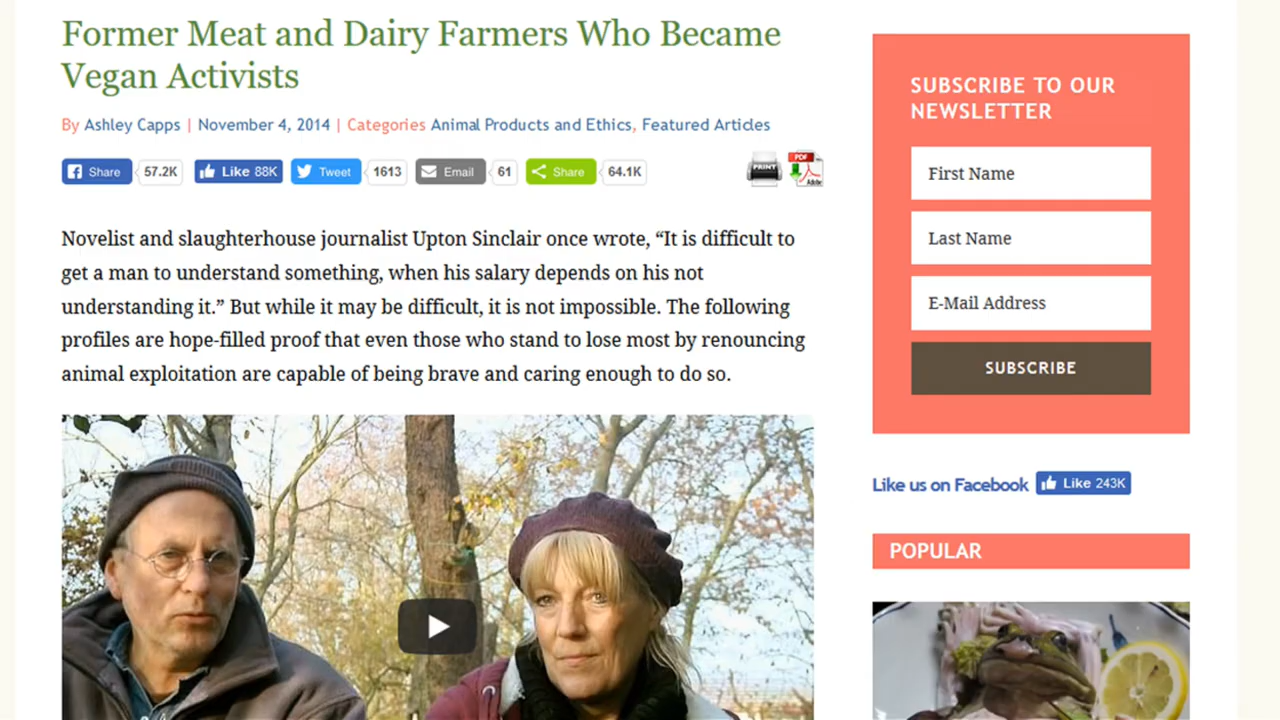 Former Meat and Dairy Farmers Who Became
Vegan Activists
By Ashley Capps | November 4, 2014 | Categories Animal Products and Ethics, Featured Articles
Share 57.2K Like 88K Tweet 1613 Email 61 Share 64.1K
PRINT PDF Adobe
Novelist and slaughterhouse journalist Upton Sinclair once wrote, “It is difficult to
get a man to understand something, when his salary depends on his not
understanding it.” But while it may be difficult, it is not impossible. The following
profiles are hope-filled proof that even those who stand to lose most by renouncing
animal exploitation are capable of being brave and caring enough to do so.
SUBSCRIBE TO OUR
NEWSLETTER
First Name
Last Name
E-Mail Address
SUBSCRIBE
Like us on Facebook Like 243K
POPULAR